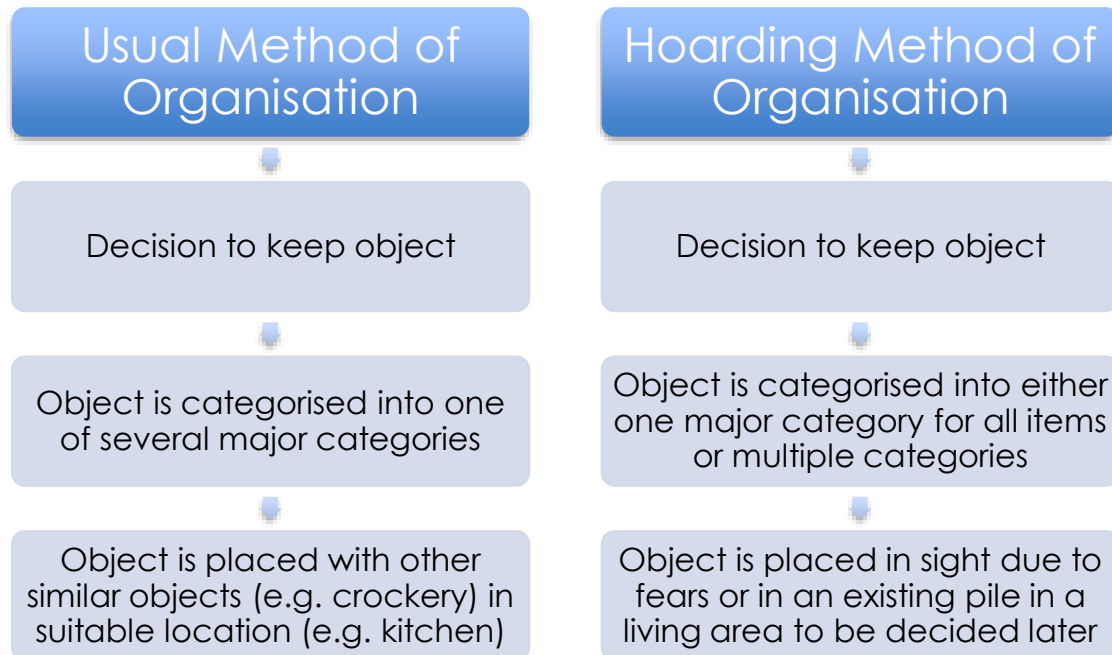 Usual Method of
Organisation
Decision to keep object
Object is categorised into one
of several major categories
Object is placed with other
similar objects (e.g. crockery) in
suitable location (e.g. kitchen)
Hoarding Method of
Organisation
Decision to keep object
Object is categorised into either
one major category for all items
or multiple categories
Object is placed in sight due to
fears or in an existing pile in a
living area to be decided later